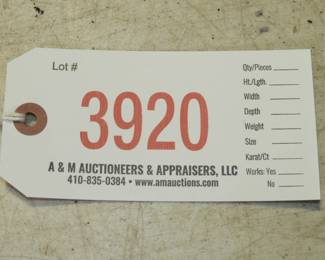 Lot #
3920
A & M AUCTIONEERS & APPRAISERS, LLC
410-835-0384 • www.amauctions.com
Qty/Pieces
Ht./Lgth.
Width
Depth
Weight
Size
Karat/Ct
Works: Yes
No